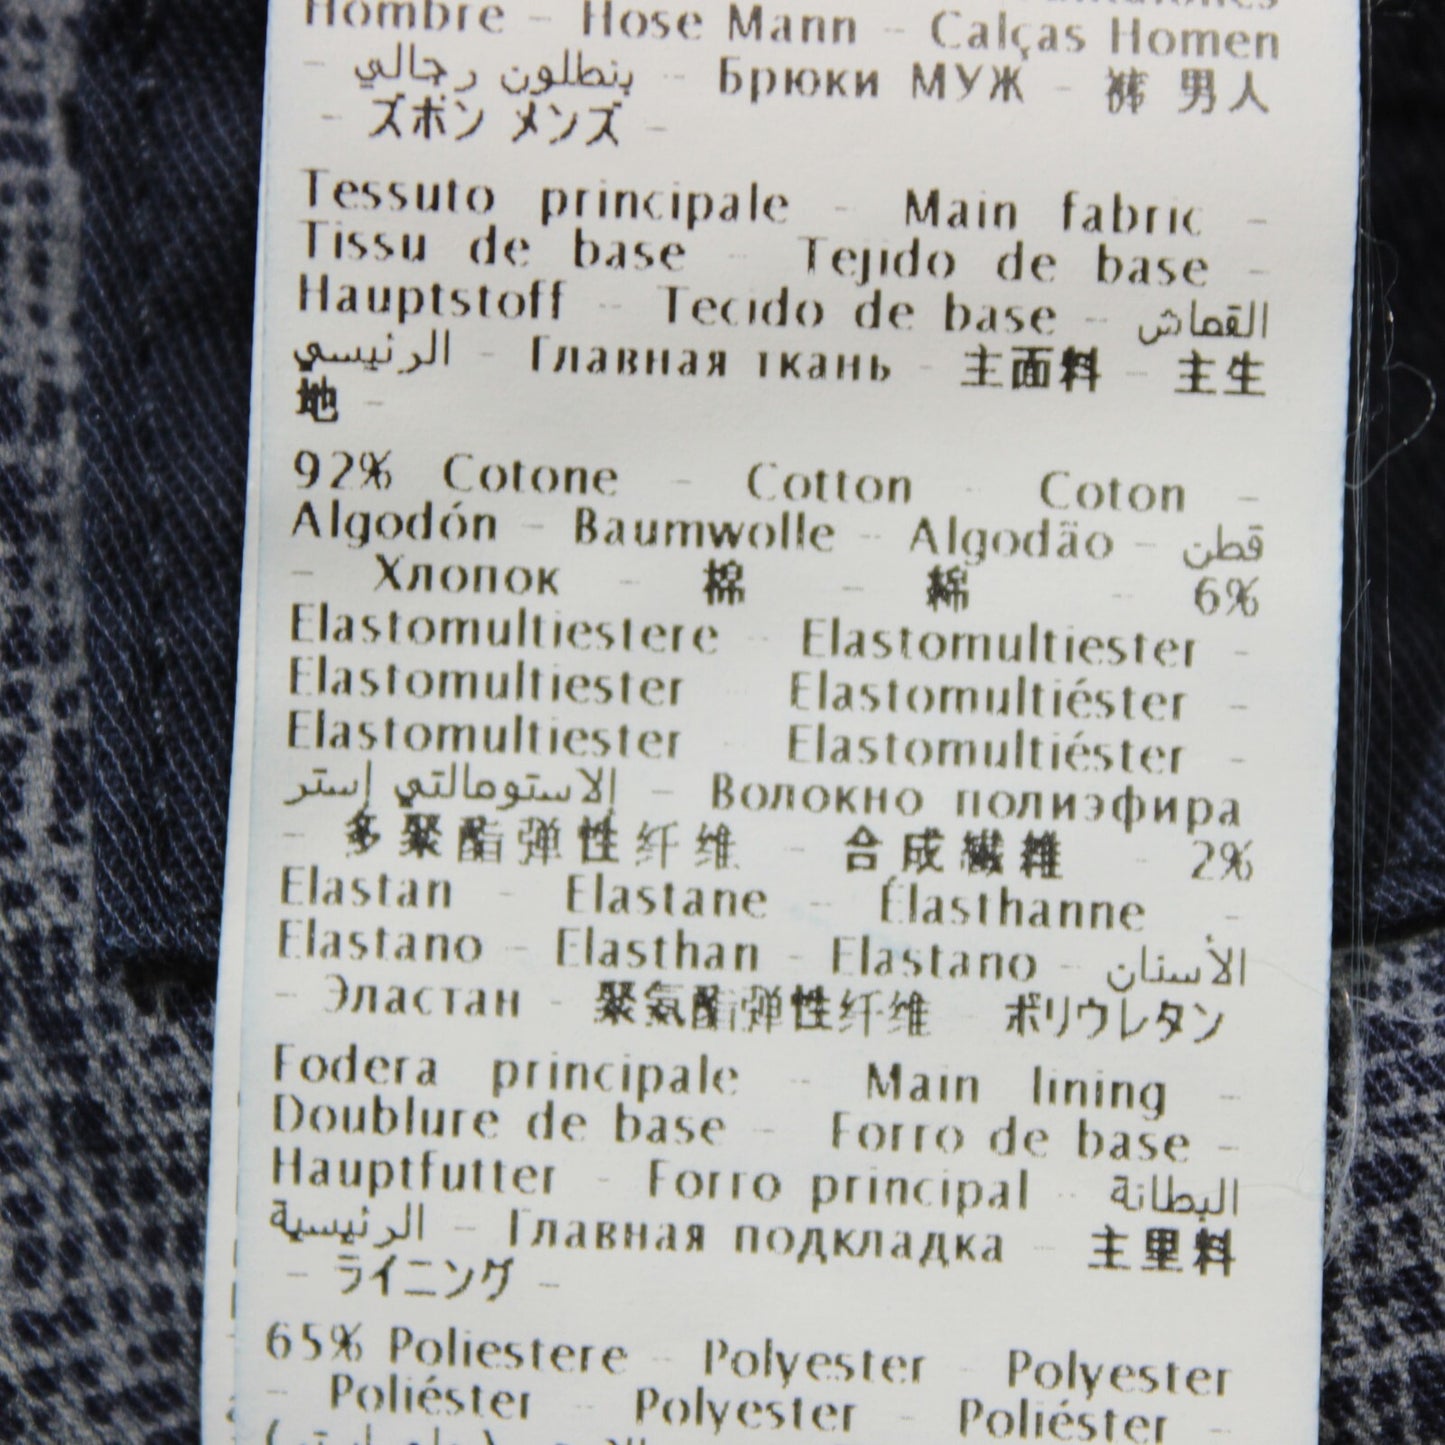 Hombre - Hose Mann - Calças Homen
- بنطلون رجالي - Брюки МУЖ - 裤 男人
- ズボン メンズ -
Tessuto principale - Main fabric -
Tissu de base - Tejido de base -
Hauptstoff - Tecido de base - القماش
الرئيسي - Главная ткань - 主面料 - 主生
地 -
92% Cotone - Cotton - Coton -
Algodón - Baumwolle - Algodão - قطن
- Хлопок - 棉 - 綿 - 6%
Elastomultiestere - Elastomultiester -
Elastomultiester - Elastomultiéster -
Elastomultiester - Elastomultiéster -
الاستومالتي إستر - Волокно полиэфира
- 多聚酯弹性纤维 - 合成繊維 - 2%
Elastan - Elastane - Élasthanne -
Elastano - Elasthan - Elastano - الأسنان
- Эластан - 聚氨酯弹性纤维 - ポリウレタン
Fodera principale - Main lining -
Doublure de base - Forro de base -
Hauptfutter - Forro principal - البطانة
الرئيسية - Главная подкладка - 主里料
- ライニング -
65% Poliestere - Polyester - Polyester
- Poliéster - Polyester - Poliéster -